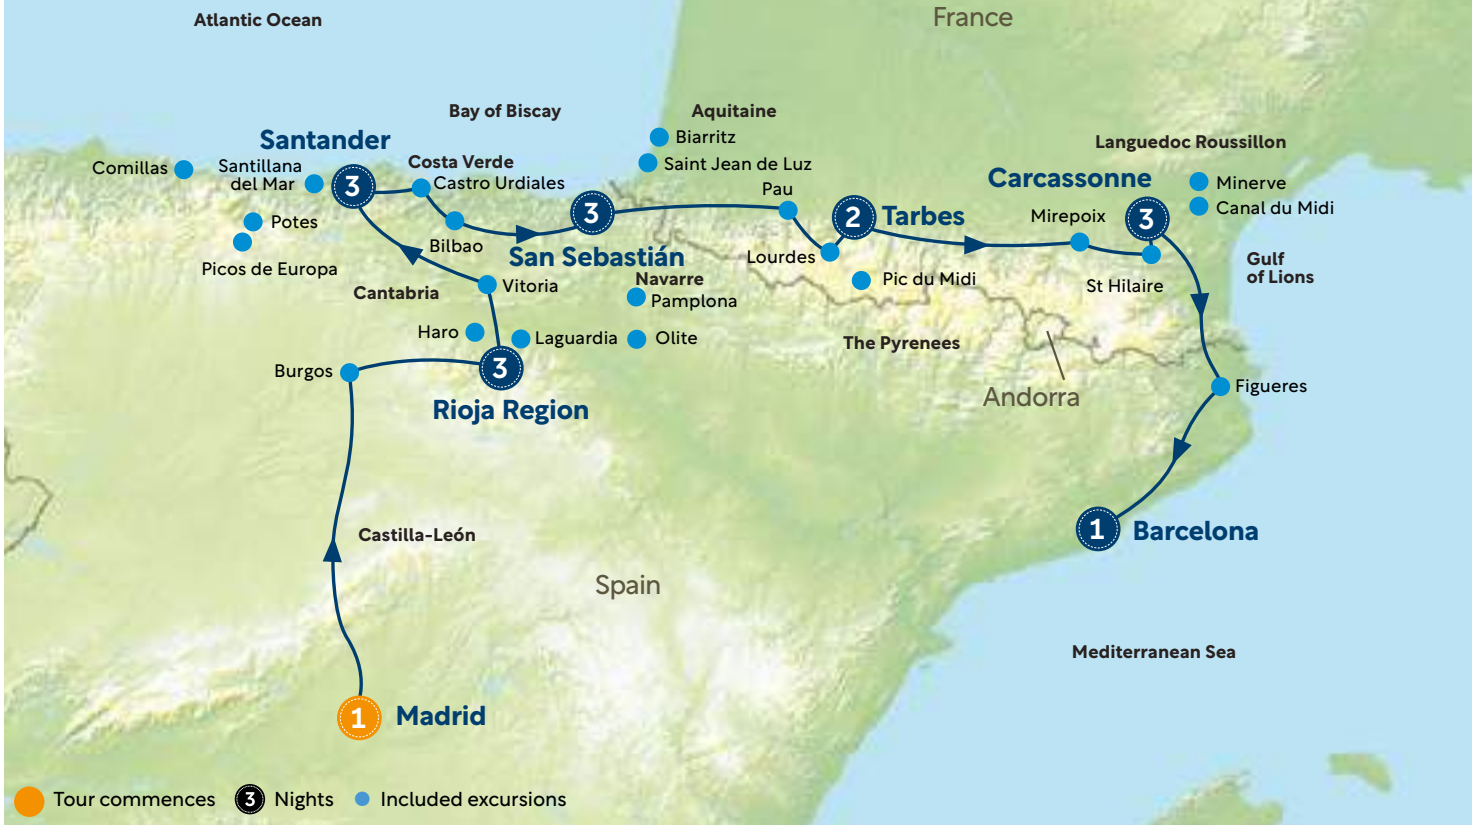 Atlantic Ocean
France
Bay of Biscay
Aquitaine
Biarritz
Languedoc Roussillon
Santander
Costa Verde
Saint Jean de Luz
Comillas
Santillana
del Mar
3
Castro Urdiales
Pau
Carcassonne
Minerve
Canal du Midi
Potes
Bilbao
3
2
Tarbes
Mirepoix
3
Picos de Europa
San Sebastián
Lourdes
Gulf
of Lions
Navarre
Pic du Midi
St Hilaire
Cantabria
Vitoria
Pamplona
Haro
Laguardia
Olite
The Pyrenees
Burgos
3
Andorra
Figueres
Rioja Region
Castilla-León
1
Barcelona
Spain
Mediterranean Sea
1
Madrid
Tour commences
3
Nights
Included excursions